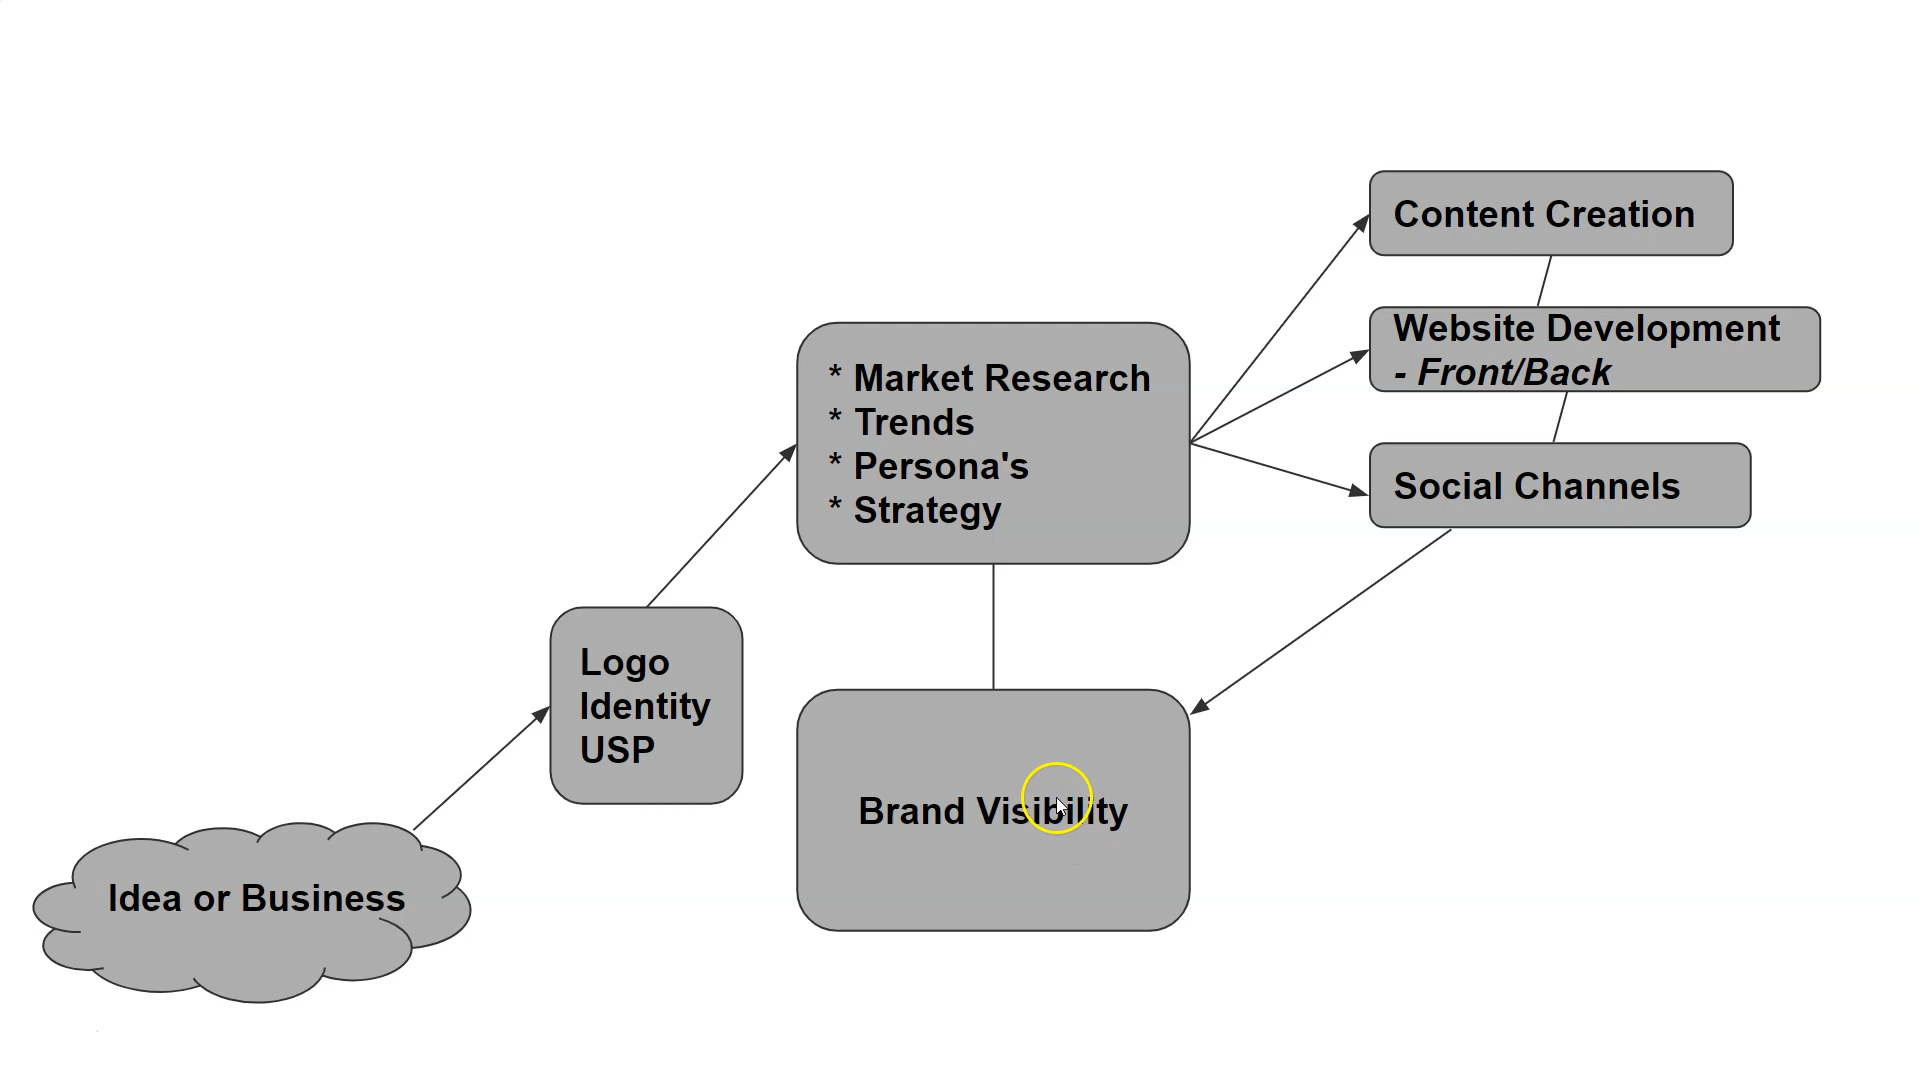 Content Creation
Website Development
- Front/Back
Social Channels
* Market Research
* Trends
* Persona's
* Strategy
Logo
Identity
USP
Brand Visibility
Idea or Business